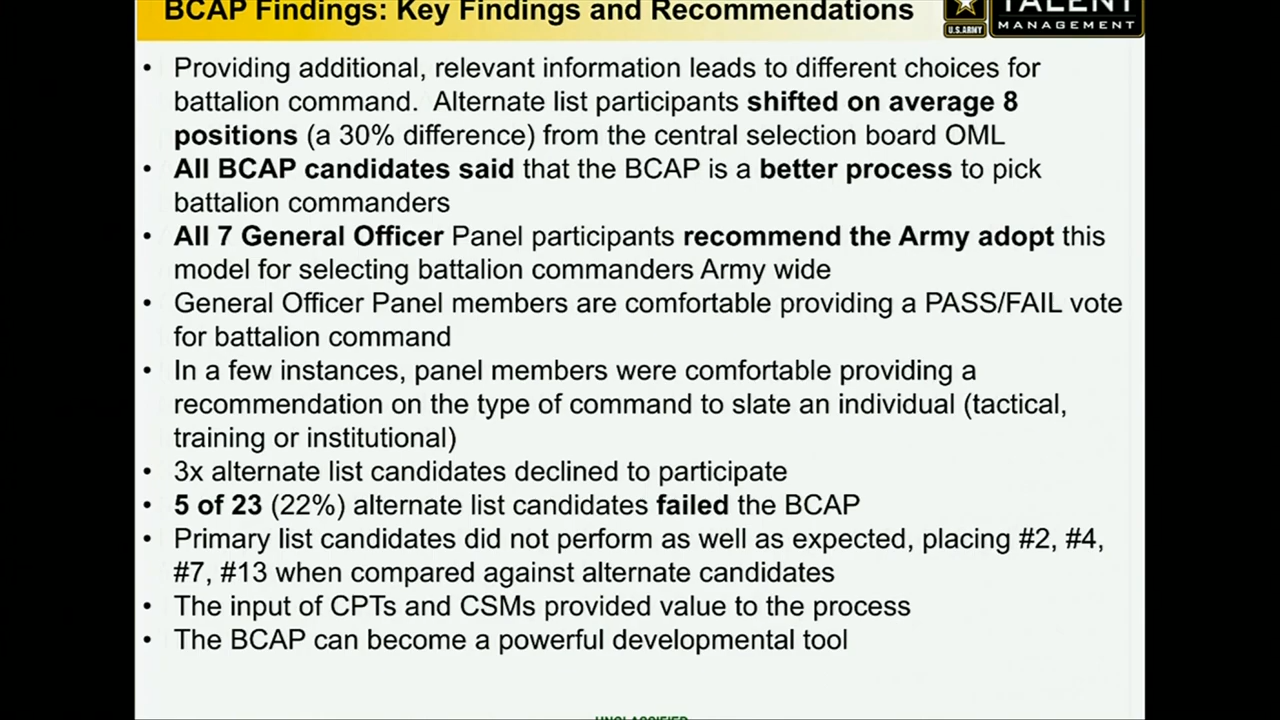 BCAP Findings: Key Findings and Recommendations
U.S.ARMY
TALENT
MANAGEMENT
• Providing additional, relevant information leads to different choices for
battalion command. Alternate list participants shifted on average 8
positions (a 30% difference) from the central selection board OML
• All BCAP candidates said that the BCAP is a better process to pick
battalion commanders
• All 7 General Officer Panel participants recommend the Army adopt this
model for selecting battalion commanders Army wide
• General Officer Panel members are comfortable providing a PASS/FAIL vote
for battalion command
• In a few instances, panel members were comfortable providing a
recommendation on the type of command to slate an individual (tactical,
training or institutional)
• 3x alternate list candidates declined to participate
• 5 of 23 (22%) alternate list candidates failed the BCAP
• Primary list candidates did not perform as well as expected, placing #2, #4,
#7, #13 when compared against alternate candidates
• The input of CPTs and CSMs provided value to the process
• The BCAP can become a powerful developmental tool
UNCLASSIFIED